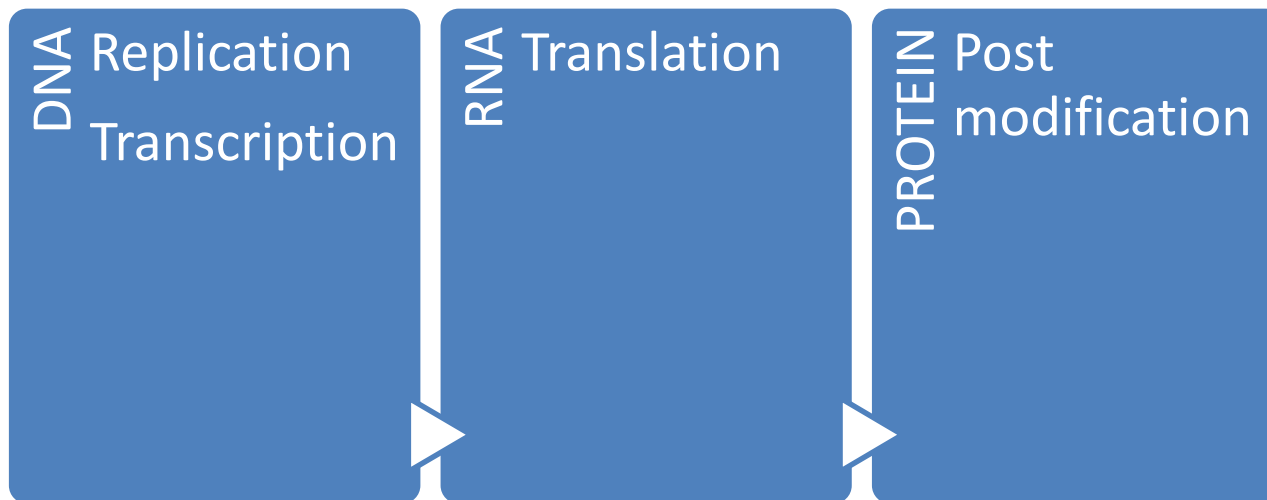 DNA
Replication
Transcription
RNA
Translation
PROTEIN
Post
modification